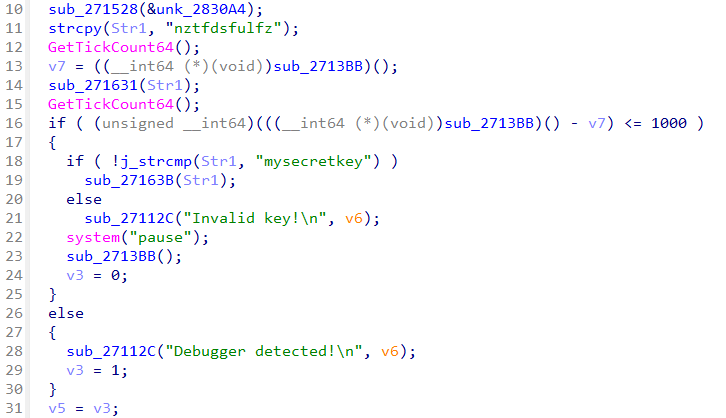 10 sub_271528(&unk_2830A4);
11 strcpy(Str1, "nztfdsfulfz");
12 GetTickCount64();
13 v7 = ((__int64 (*)(void))sub_2713BB)();
14 sub_271631(Str1);
15 GetTickCount64();
16 if ( (unsigned __int64)(((__int64 (*)(void))sub_2713BB)() - v7) <= 1000 )
17 {
18 if ( !j_strcmp(Str1, "mysecretkey") )
19 sub_27163B(Str1);
20 else
21 sub_27112C("Invalid key!\n", v6);
22 system("pause");
23 sub_2713BB();
24 v3 = 0;
25 }
26 else
27 {
28 sub_27112C("Debugger detected!\n", v6);
29 v3 = 1;
30 }
31 v5 = v3;